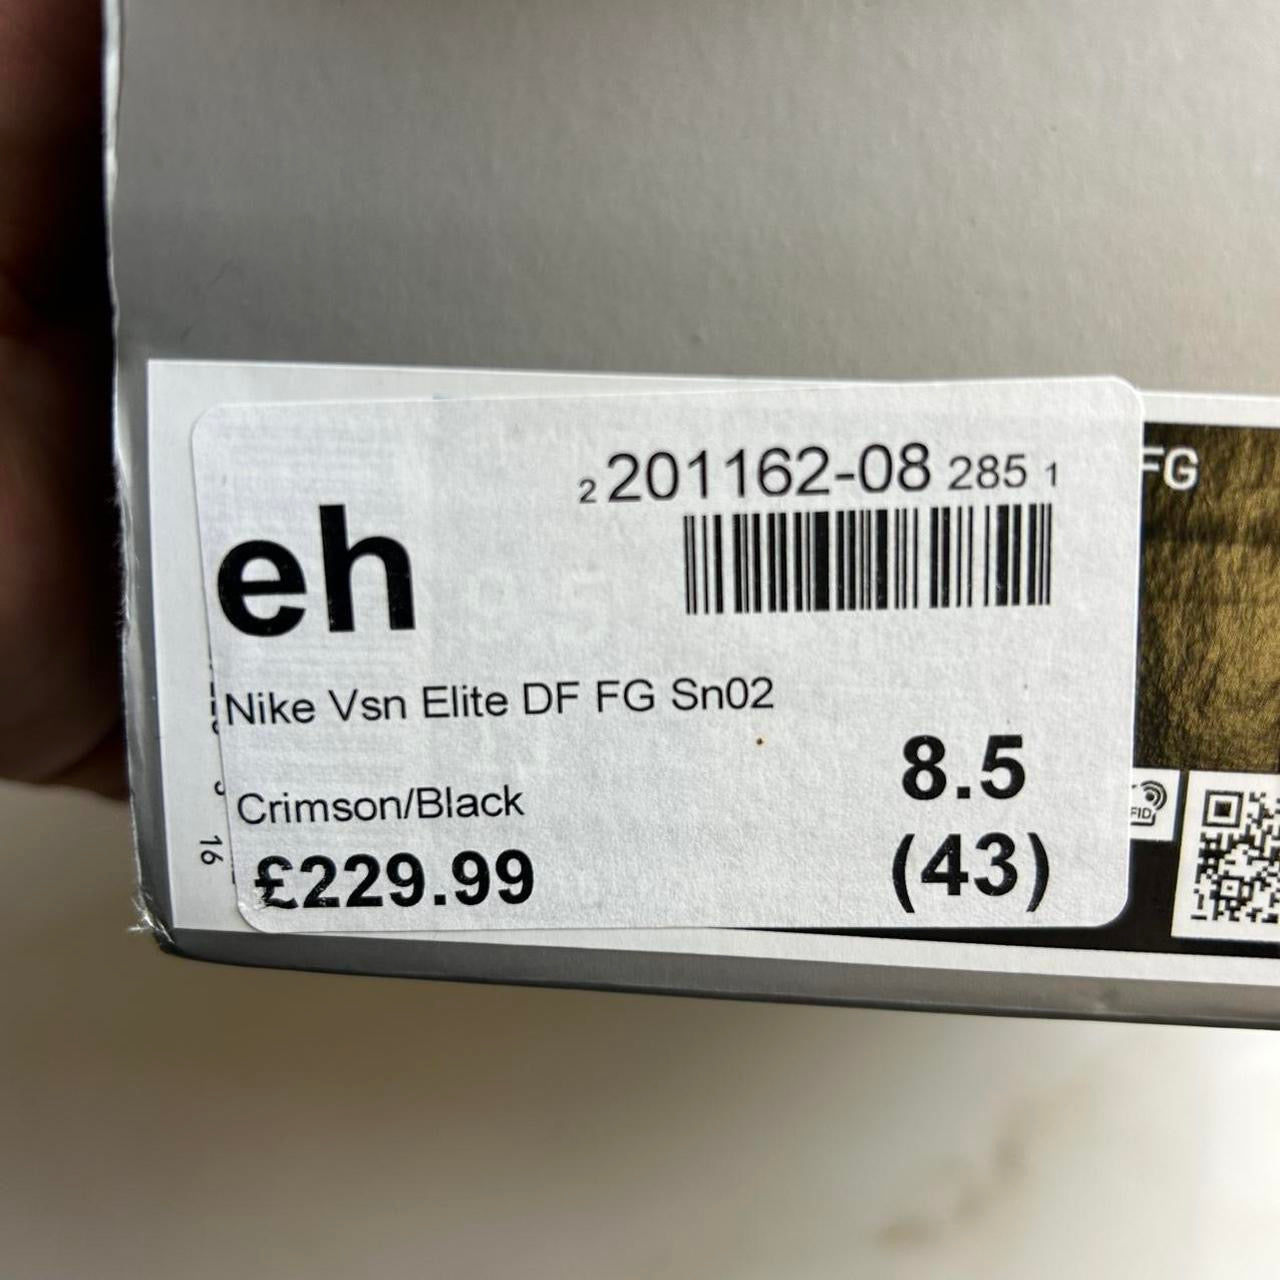 2 201162-08 285 1
FG
eh
Nike Vsn Elite DF FG Sn02
8.5
Crimson/Black
(43)
£229.99
16